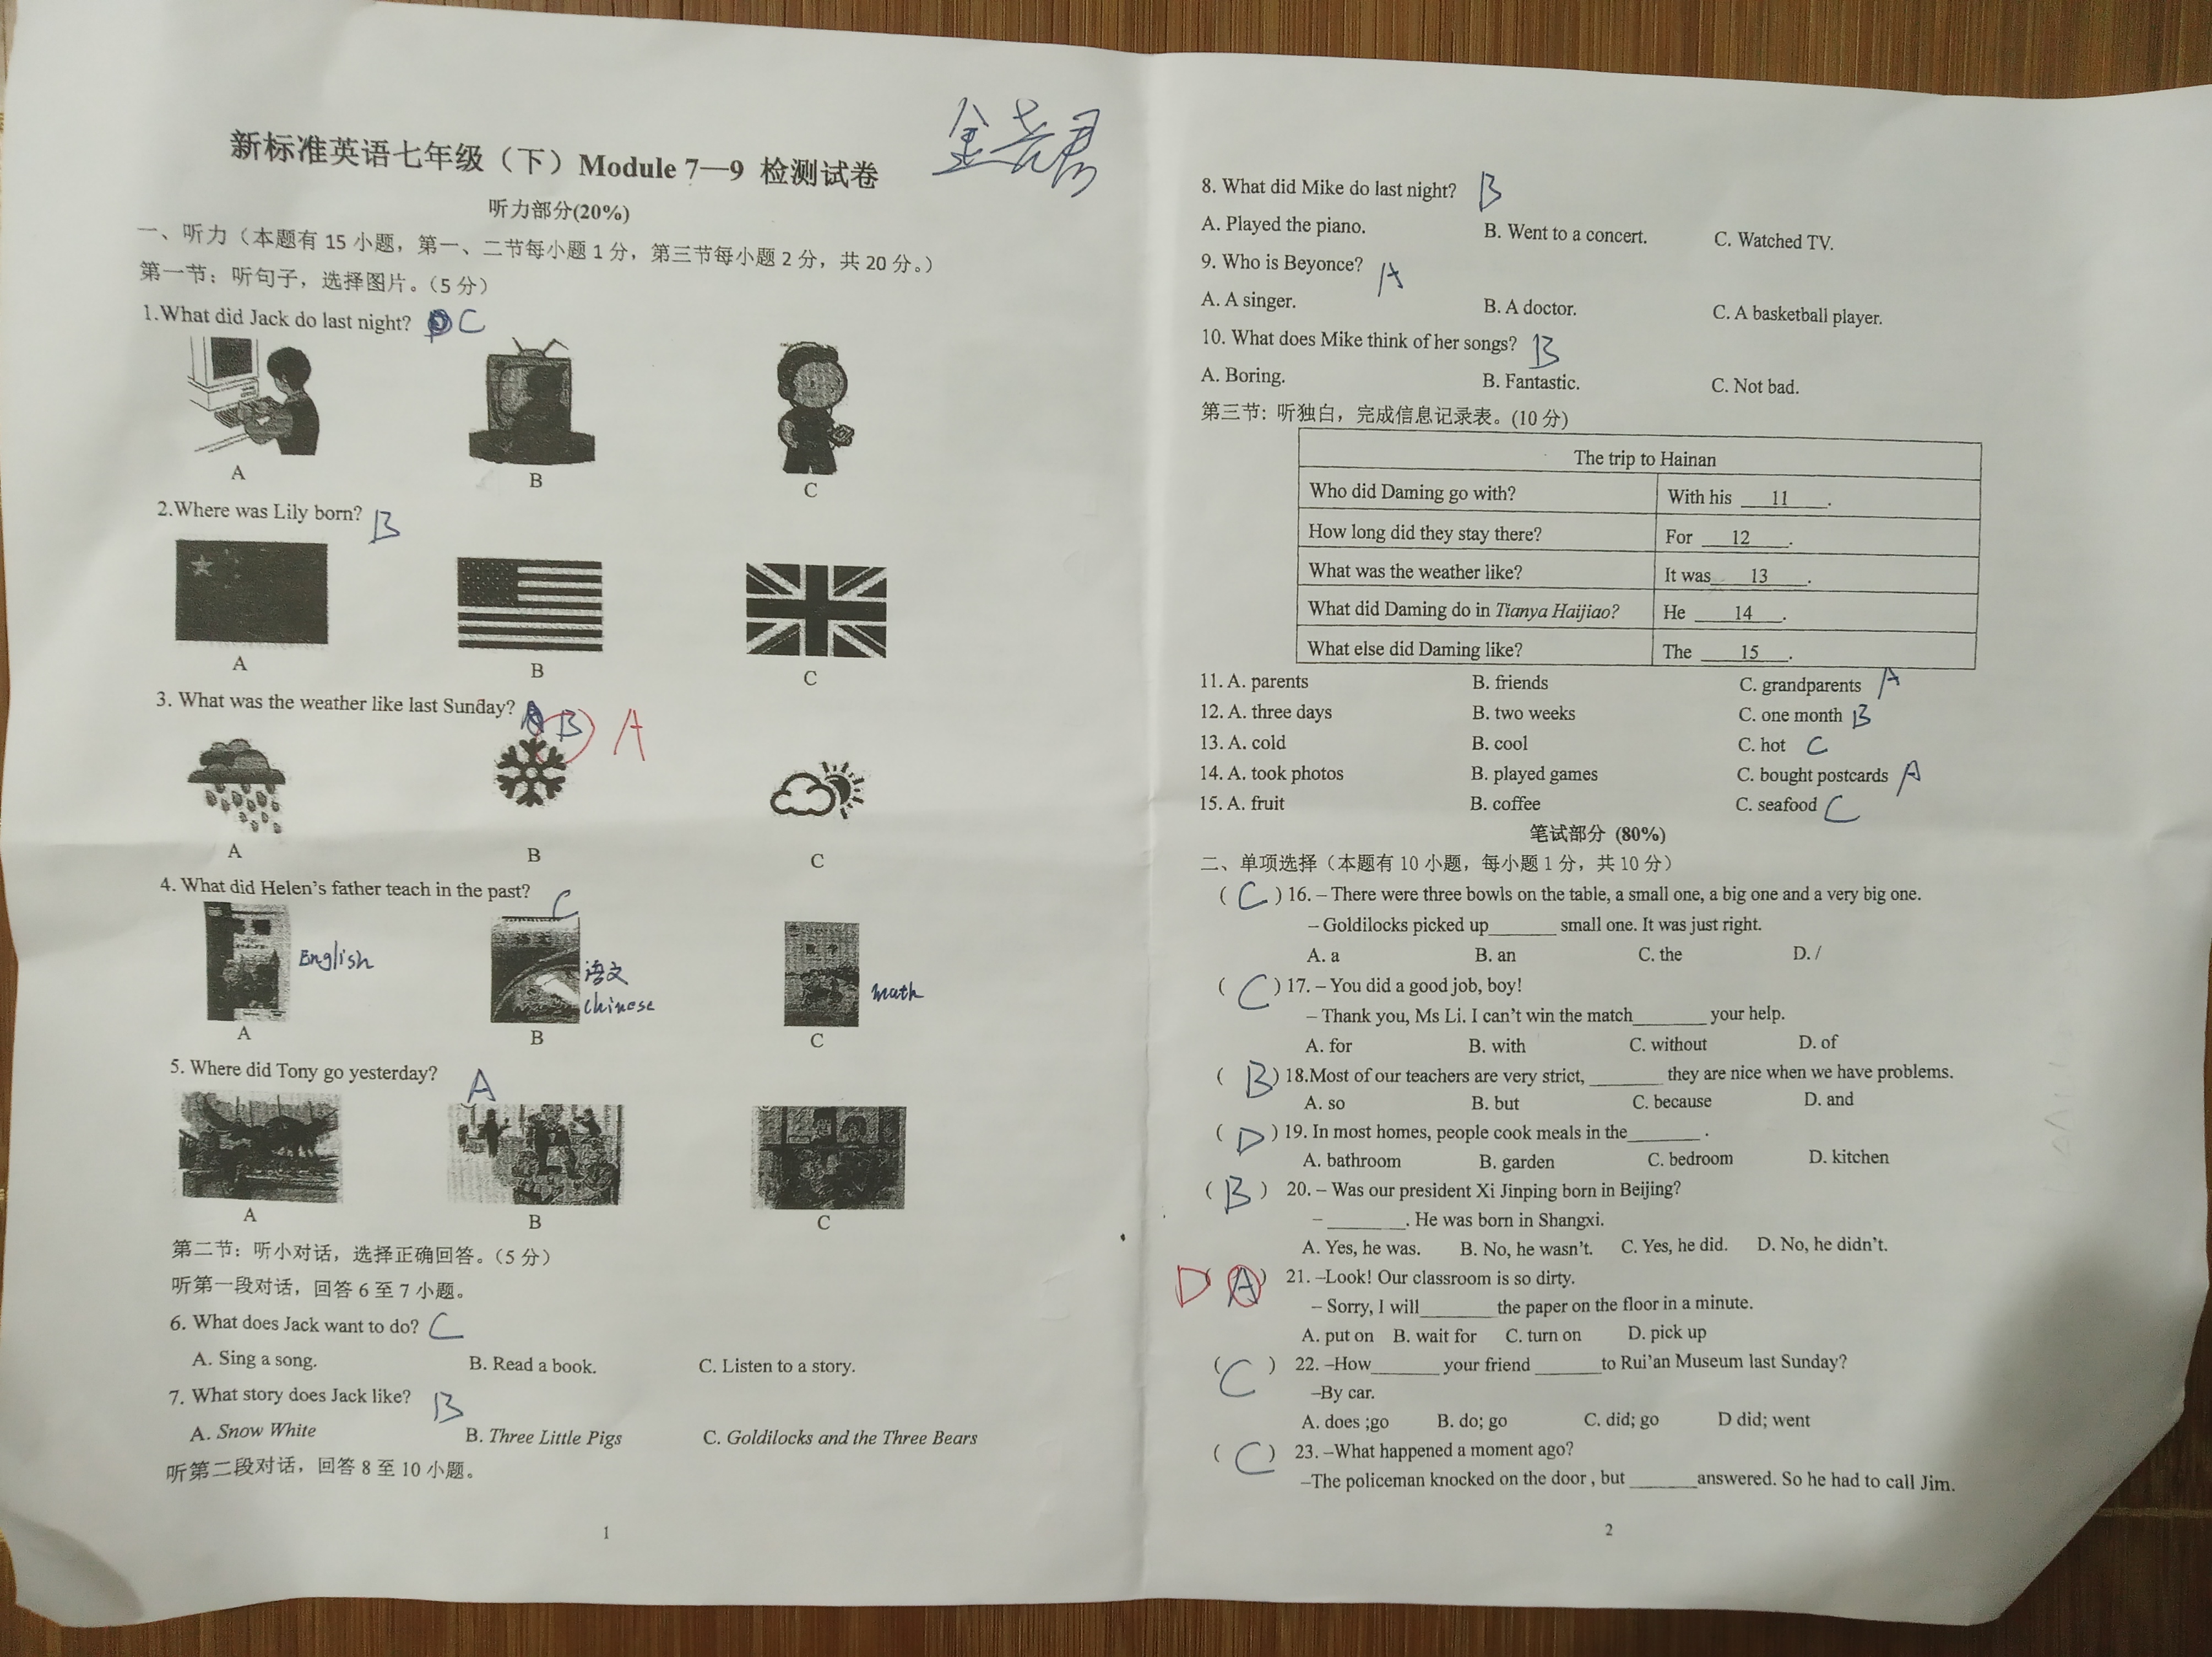 新标准英语七年级（下）Module 7—9 检测试卷
听力部分(20%)
一、听力（本题有 15 小题，第一、二节每小题 1 分，第三节每小题 2 分，共 20 分。）
第一节：听句子，选择图片。（5 分）
1.What did Jack do last night? C
A B C
2.Where was Lily born? B
A B C
3. What was the weather like last Sunday? A B A
A B C
4. What did Helen's father teach in the past? C
English 语文 Chinese math
A B C
5. Where did Tony go yesterday? A
A B C
第二节：听小对话，选择正确回答。（5 分）
听第一段对话，回答 6 至 7 小题。
6. What does Jack want to do? C
A. Sing a song. B. Read a book. C. Listen to a story.
7. What story does Jack like? B
A. Snow White B. Three Little Pigs C. Goldilocks and the Three Bears
听第二段对话，回答 8 至 10 小题。
1
8. What did Mike do last night? B
A. Played the piano. B. Went to a concert. C. Watched TV.
9. Who is Beyonce? A
A. A singer. B. A doctor. C. A basketball player.
10. What does Mike think of her songs? B
A. Boring. B. Fantastic. C. Not bad.
第三节: 听独白，完成信息记录表。(10 分)
The trip to Hainan
Who did Daming go with? With his 11 .
How long did they stay there? For 12 .
What was the weather like? It was 13 .
What did Daming do in Tianya Haijiao? He 14 .
What else did Daming like? The 15 .
11. A. parents B. friends C. grandparents A
12. A. three days B. two weeks C. one month B
13. A. cold B. cool C. hot C
14. A. took photos B. played games C. bought postcards A
15. A. fruit B. coffee C. seafood C
笔试部分 (80%)
二、单项选择（本题有 10 小题，每小题 1 分，共 10 分）
( C ) 16. – There were three bowls on the table, a small one, a big one and a very big one.
– Goldilocks picked up_______ small one. It was just right.
A. a B. an C. the D. /
( C ) 17. – You did a good job, boy!
– Thank you, Ms Li. I can't win the match_______ your help.
A. for B. with C. without D. of
( B ) 18.Most of our teachers are very strict, _______ they are nice when we have problems.
A. so B. but C. because D. and
( D ) 19. In most homes, people cook meals in the_______ .
A. bathroom B. garden C. bedroom D. kitchen
( B ) 20. – Was our president Xi Jinping born in Beijing?
– _______. He was born in Shangxi.
A. Yes, he was. B. No, he wasn't. C. Yes, he did. D. No, he didn't.
D ( A ) 21. –Look! Our classroom is so dirty.
– Sorry, I will_______ the paper on the floor in a minute.
A. put on B. wait for C. turn on D. pick up
( C ) 22. –How_______ your friend _______to Rui'an Museum last Sunday?
–By car.
A. does ;go B. do; go C. did; go D did; went
( C ) 23. –What happened a moment ago?
–The policeman knocked on the door , but _______answered. So he had to call Jim.
2